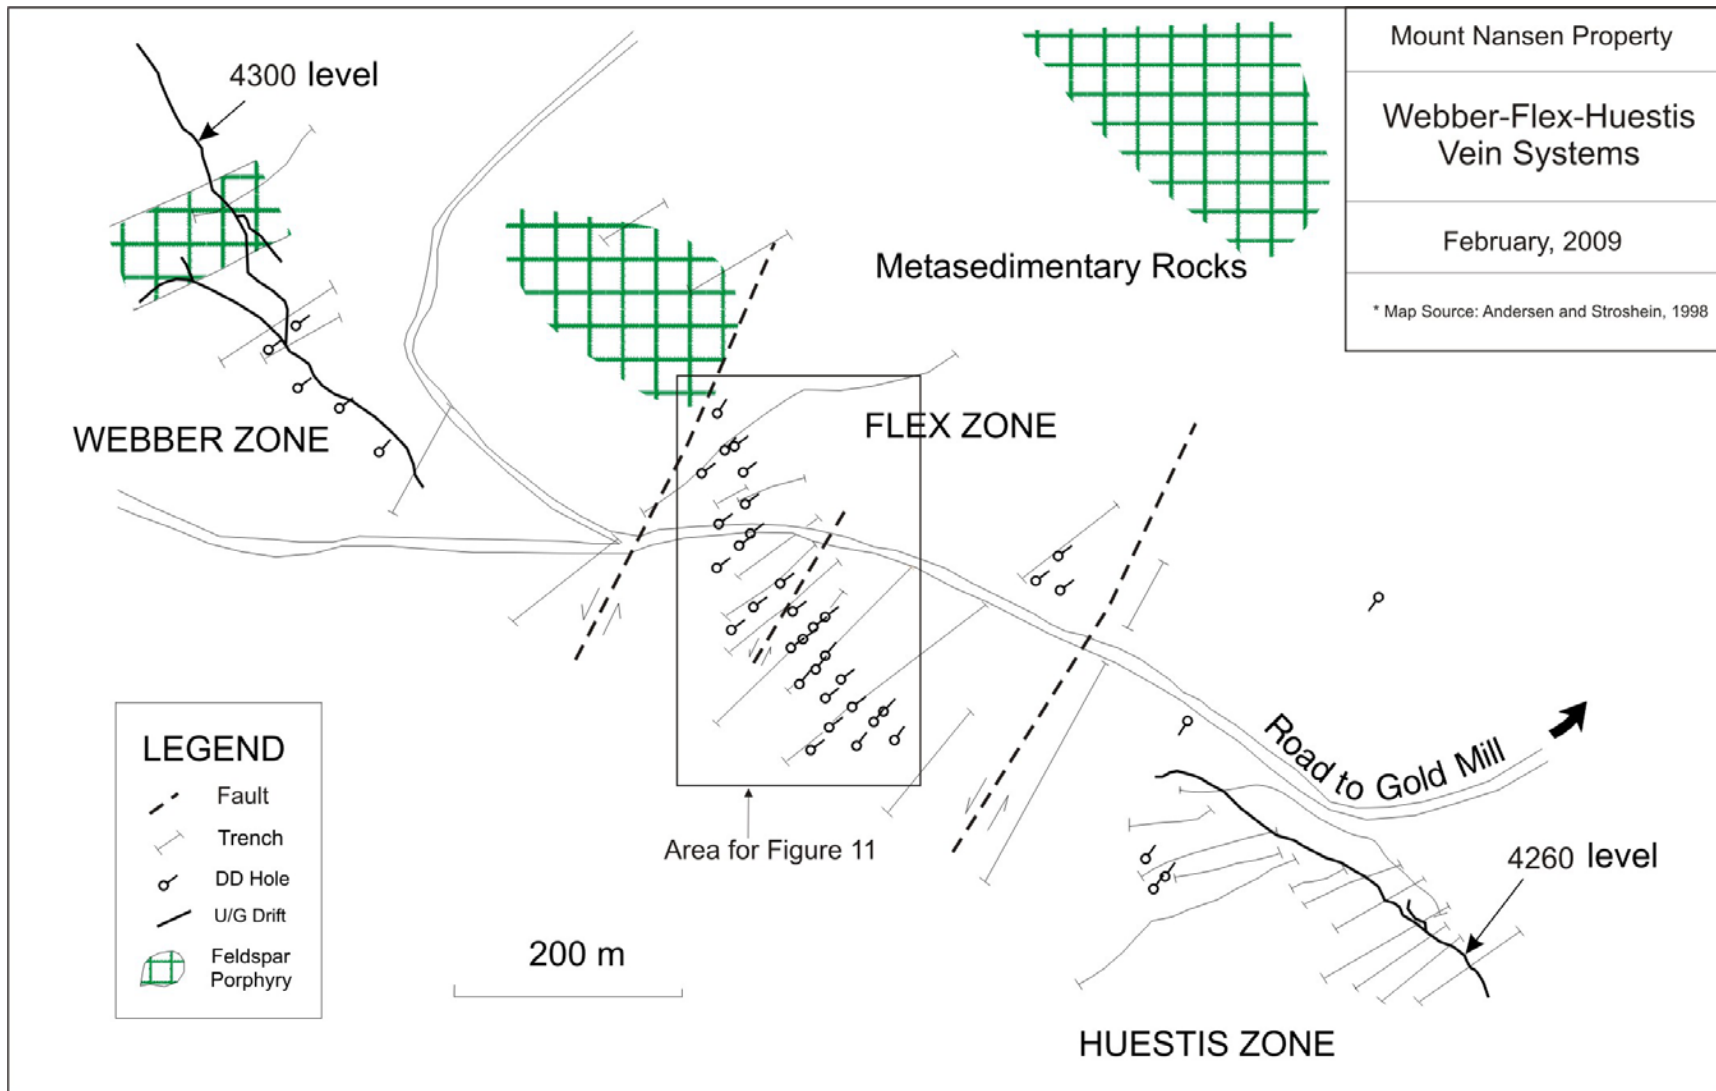 Mount Nansen Property
Webber-Flex-Huestis
Vein Systems
February, 2009
* Map Source: Andersen and Stroshein, 1998
4300 level
Metasedimentary Rocks
WEBBER ZONE
FLEX ZONE
Area for Figure 11
Road to Gold Mill
4260 level
HUESTIS ZONE
200 m
LEGEND
Fault
Trench
DD Hole
U/G Drift
Feldspar
Porphyry